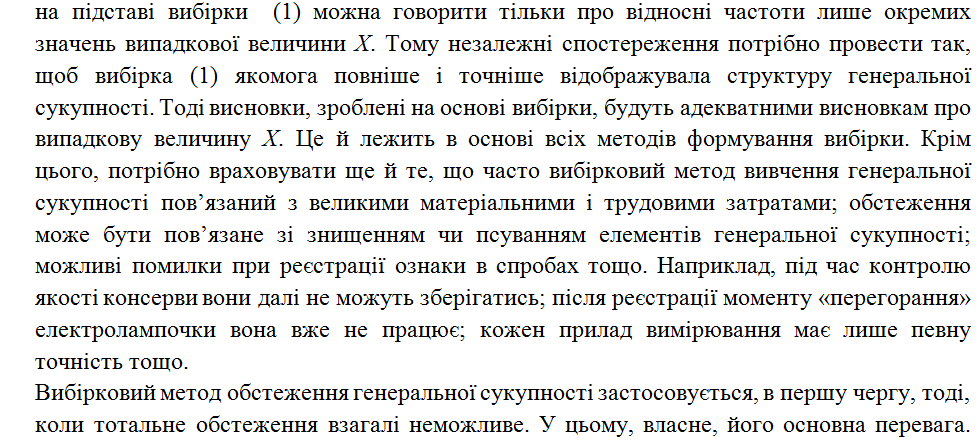 на підставі вибірки (1) можна говорити тільки про відносні частоти лише окремих
значень випадкової величини X. Тому незалежні спостереження потрібно провести так,
щоб вибірка (1) якомога повніше і точніше відображувала структуру генеральної
сукупності. Тоді висновки, зроблені на основі вибірки, будуть адекватними висновкам про
випадкову величину X. Це й лежить в основі всіх методів формування вибірки. Крім
цього, потрібно враховувати ще й те, що часто вибірковий метод вивчення генеральної
сукупності пов’язаний з великими матеріальними і трудовими затратами; обстеження
може бути пов’язане зі знищенням чи псуванням елементів генеральної сукупності;
можливі помилки при реєстрації ознаки в спробах тощо. Наприклад, під час контролю
якості консерви вони далі не можуть зберігатись; після реєстрації моменту «перегорання»
електролампочки вона вже не працює; кожен прилад вимірювання має лише певну
точність тощо.
Вибірковий метод обстеження генеральної сукупності застосовується, в першу чергу, тоді,
коли тотальне обстеження взагалі неможливе. У цьому, власне, його основна перевага.